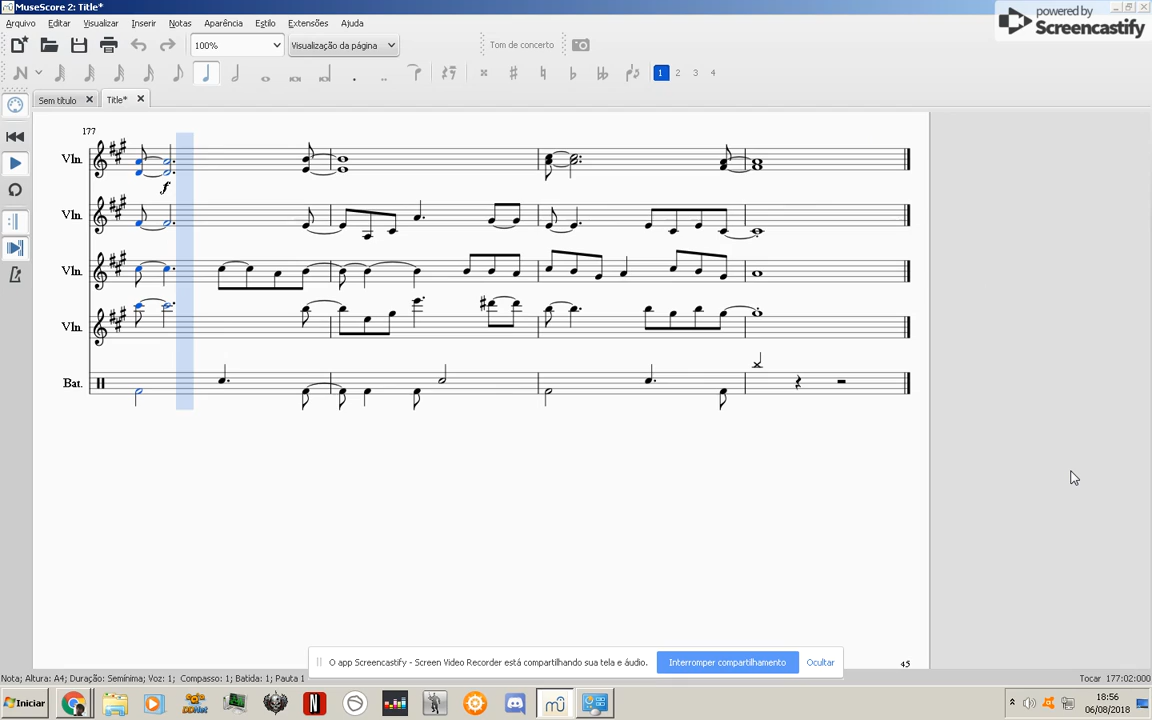 MuseScore 2: Title*
powered by
Screencastify
Arquivo Editar Visualizar Inserir Notas Aparência Estilo Extensões Ajuda
100% Visualização da página Tom de concerto
1 2 3 4
Sem título Title*
177
Vln.
f
Vln.
Vln.
Vln.
Bat.
O app Screencastify - Screen Video Recorder está compartilhando sua tela e áudio. Interromper compartilhamento Ocultar
45
Nota; Altura: A4; Duração: Semínima; Voz: 1; Compasso: 1; Batida: 1; Pauta 1 Tocar 177:02:000
Iniciar DDNet N 18:56
06/08/2018